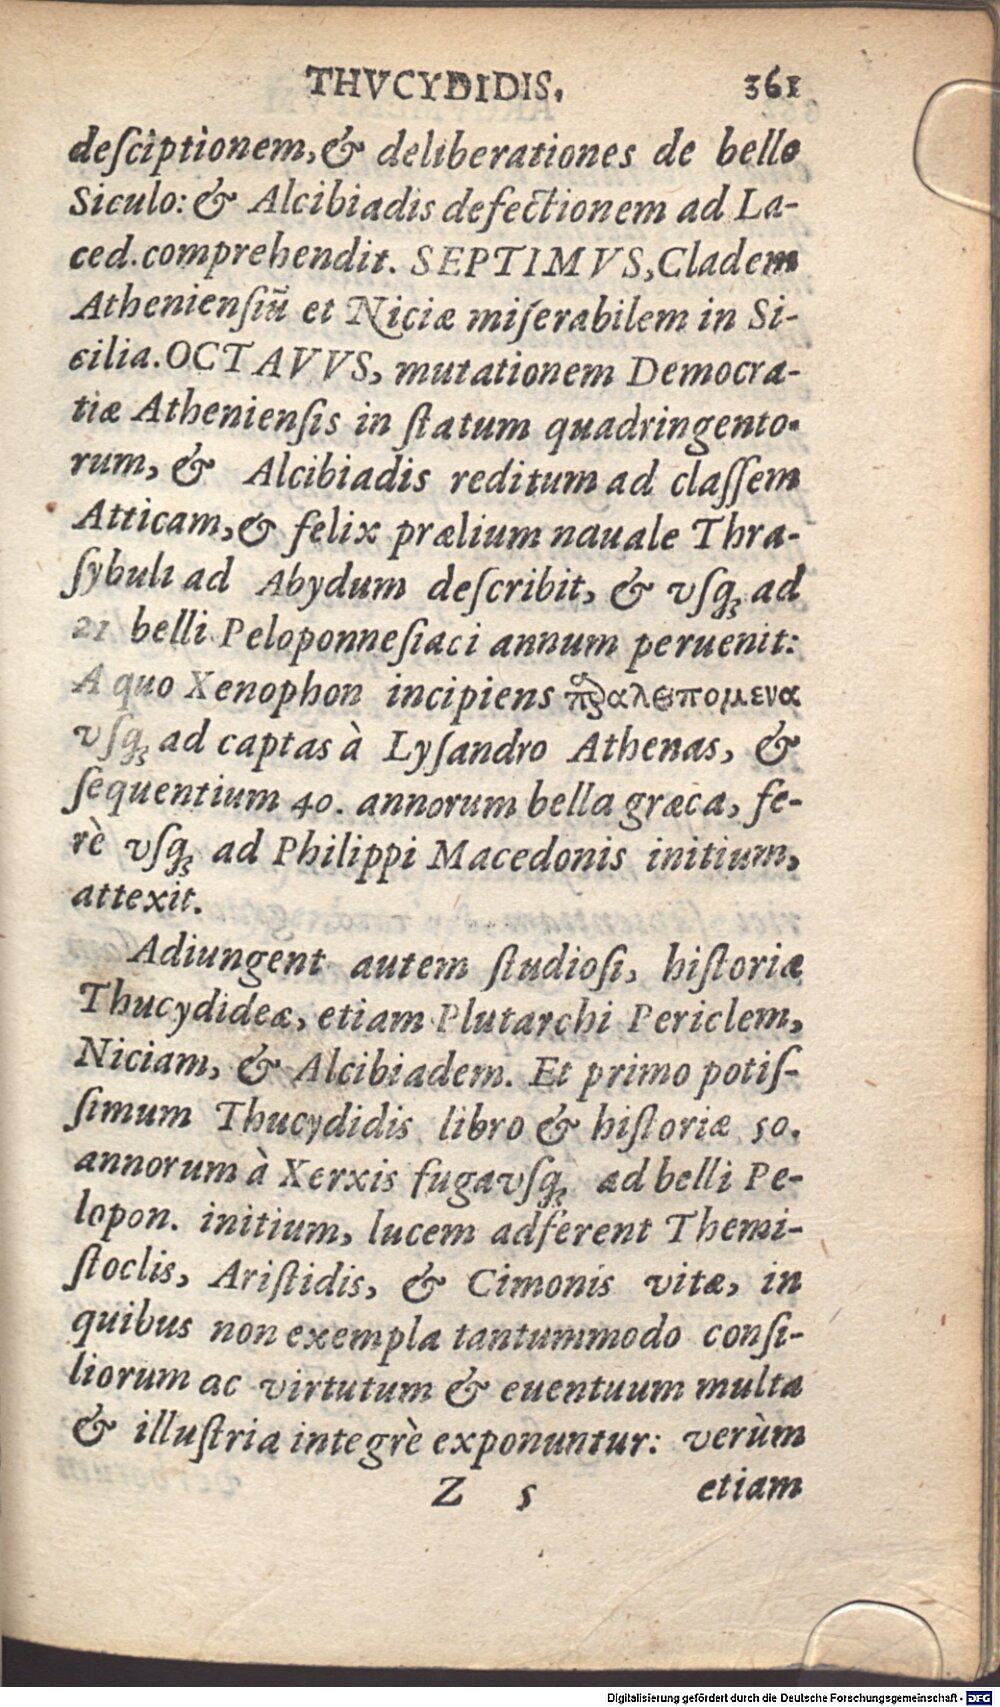 THVCYDIDIS. 361
deſciptionem, & deliberationes de bello
Siculo: & Alcibiadis defectionem ad La-
ced. comprehendit. SEPTIMVS, Cladem
Athenienſiũ et Niciæ miſerabilem in Si-
cilia. OCTAVVS, mutationem Democra-
tiæ Athenienſis in ſtatum quadringento-
rum, & Alcibiadis reditum ad claſſem
Atticam, & felix prælium nauale Thra-
ſybuli ad Abydum deſcribit, & vſq; ad
21 belli Peloponneſiaci annum peruenit:
A quo Xenophon incipiens παραλειπομενα
vſq; ad captas à Lyſandro Athenas, &
ſequentium 40. annorum bella græca, fe-
rè vſq; ad Philippi Macedonis initium,
attexit.
Adiungent autem ſtudioſi, hiſtoriæ
Thucydideæ, etiam Plutarchi Periclem,
Niciam, & Alcibiadem. Et primo potiſ-
ſimum Thucydidis libro & hiſtoriæ 50.
annorum à Xerxis fuga vſq; ad belli Pe-
lopon. initium, lucem adferent Themi-
ſtoclis, Ariſtidis, & Cimonis vitæ, in
quibus non exempla tantummodo conſi-
liorum ac virtutum & euentuum multa
& illuſtria integrè exponuntur: verùm
Z 5 etiam
Digitalisierung gefördert durch die Deutsche Forschungsgemeinschaft - DFG